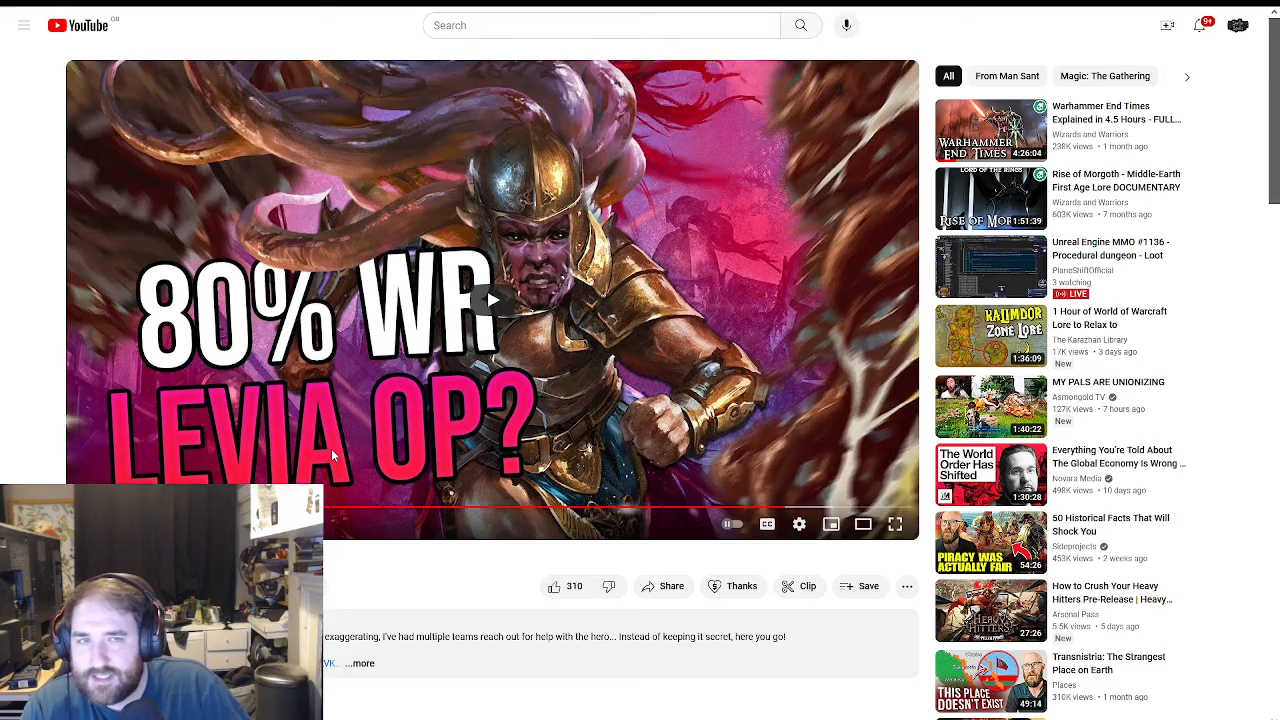 YouTube GB
Search
9+
80% WR
LEVIA OP?
CC
310
Share
Thanks
Clip
Save
exaggerating, I've had multiple teams reach out for help with the hero... Instead of keeping it secret, here you go!
...more
All
From Man Sant
Magic: The Gathering
WARHAMMER
END TIMES
4:26:04
Warhammer End Times
Explained in 4.5 Hours - FULL...
Wizards and Warriors
238K views • 1 month ago
LORD OF THE RINGS
1:51:39
Rise of Morgoth - Middle-Earth
First Age Lore DOCUMENTARY
Wizards and Warriors
603K views • 7 months ago
Unreal Engine MMO #1136 -
Procedural dungeon - Loot
PlaneShiftOfficial
3 watching
LIVE
KALIMDOR
ZONE LORE
1:36:09
1 Hour of World of Warcraft
Lore to Relax to
The Karazhan Library
17K views • 3 days ago
New
1:40:22
MY PALS ARE UNIONIZING
Asmongold TV
127K views • 7 hours ago
New
The World
Order Has
Shifted
1:30:28
Everything You're Told About
The Global Economy Is Wrong ...
Novara Media
498K views • 10 days ago
PIRACY WAS
ACTUALLY FAIR
54:26
50 Historical Facts That Will
Shock You
Sideprojects
453K views • 2 weeks ago
27:26
How to Crush Your Heavy
Hitters Pre-Release | Heavy...
Arsenal Pass
5.5K views • 5 days ago
New
THIS PLACE
DOESN'T EXIST
49:14
Transnistria: The Strangest
Place on Earth
Places
310K views • 1 month ago